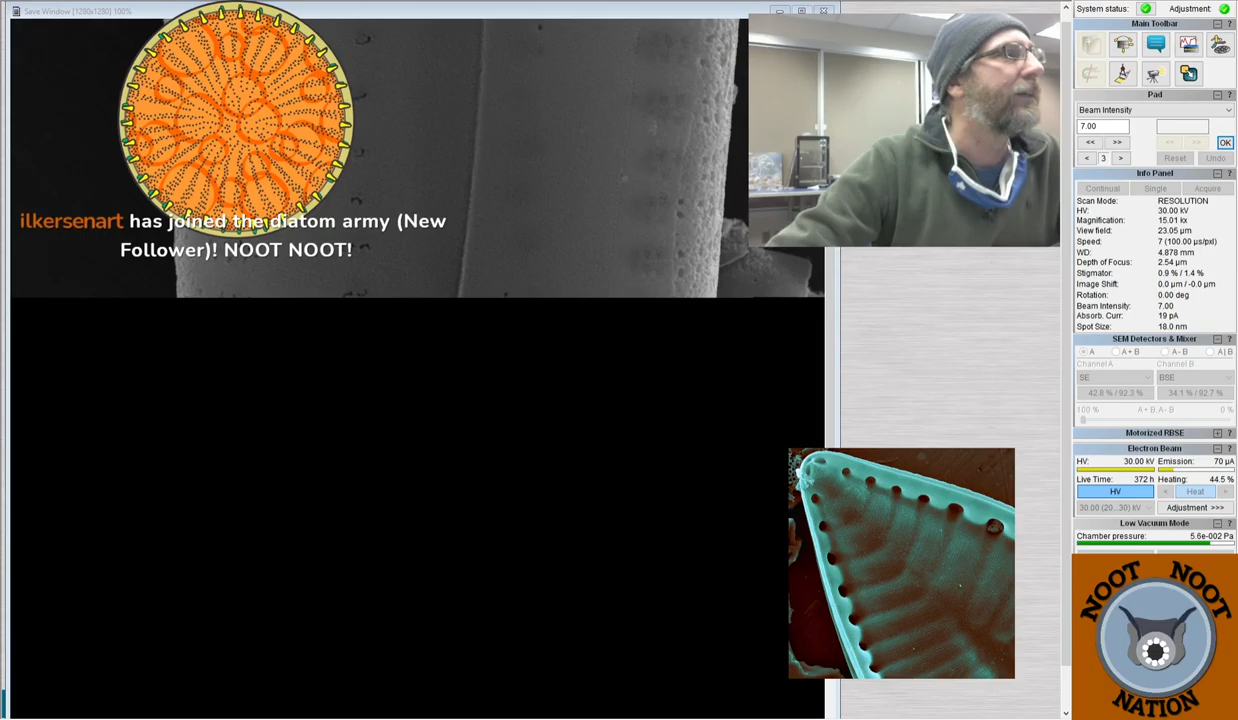 Save Window [1280x1280] 100%
ilkersenart has joined the diatom army (New
Follower)! NOOT NOOT!
System status:
Adjustment:
Main Toolbar
?
Pad
?
Beam Intensity
7.00
<< >>
<< >>
OK
< 3 >
Reset Undo
Info Panel
?
Continual Single Acquire
Scan Mode: RESOLUTION
HV: 30.00 kV
Magnification: 15.01 kx
View field: 23.05 µm
Speed: 7 (100.00 µs/pxl)
WD: 4.878 mm
Depth of Focus: 2.54 µm
Stigmator: 0.9 % / 1.4 %
Image Shift: 0.0 µm / -0.0 µm
Rotation: 0.00 deg
Beam Intensity: 7.00
Absorb. Curr: 19 pA
Spot Size: 18.0 nm
SEM Detectors & Mixer
?
A A + B A - B A | B
Channel A Channel B
SE BSE
42.8 % / 92.3 % 34.1 % / 92.7 %
100 % A + B A - B 0 %
Motorized RBSE
?
Electron Beam
?
HV: 30.00 kV Emission: 70 µA
Live Time: 372 h Heating: 44.5 %
HV < Heat >
30.00 (20...30) kV Adjustment >>>
Low Vacuum Mode
?
Chamber pressure: 5.6e-002 Pa
NOOT NOOT
NATION